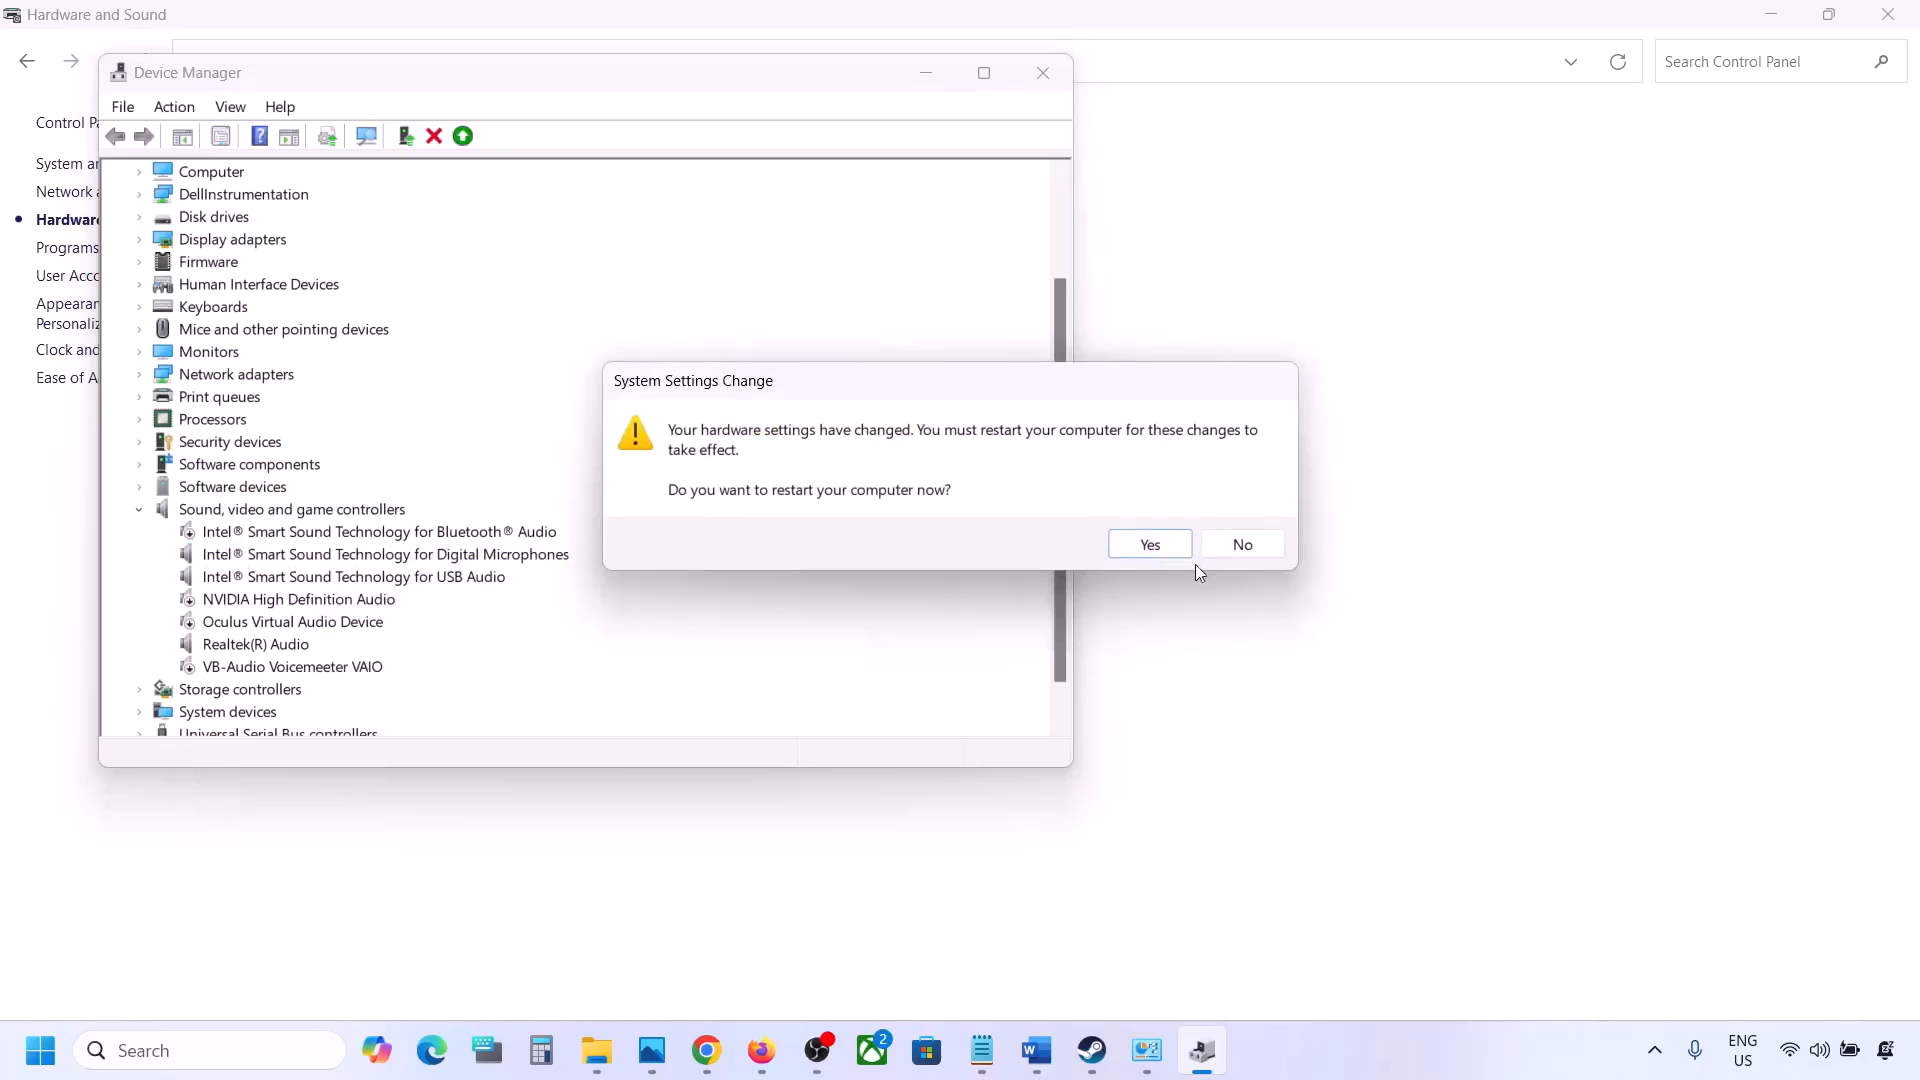 Hardware and Sound
Search Control Panel
Device Manager
File Action View Help
Control Pa
System an
Network a
Hardware
Programs
User Acco
Appearan
Personaliz
Clock and
Ease of A
Computer
DellInstrumentation
Disk drives
Display adapters
Firmware
Human Interface Devices
Keyboards
Mice and other pointing devices
Monitors
Network adapters
Print queues
Processors
Security devices
Software components
Software devices
Sound, video and game controllers
Intel® Smart Sound Technology for Bluetooth® Audio
Intel® Smart Sound Technology for Digital Microphones
Intel® Smart Sound Technology for USB Audio
NVIDIA High Definition Audio
Oculus Virtual Audio Device
Realtek(R) Audio
VB-Audio Voicemeeter VAIO
Storage controllers
System devices
Universal Serial Bus controllers
System Settings Change
Your hardware settings have changed. You must restart your computer for these changes to
take effect.
Do you want to restart your computer now?
Yes No
Search
2
ENG
US